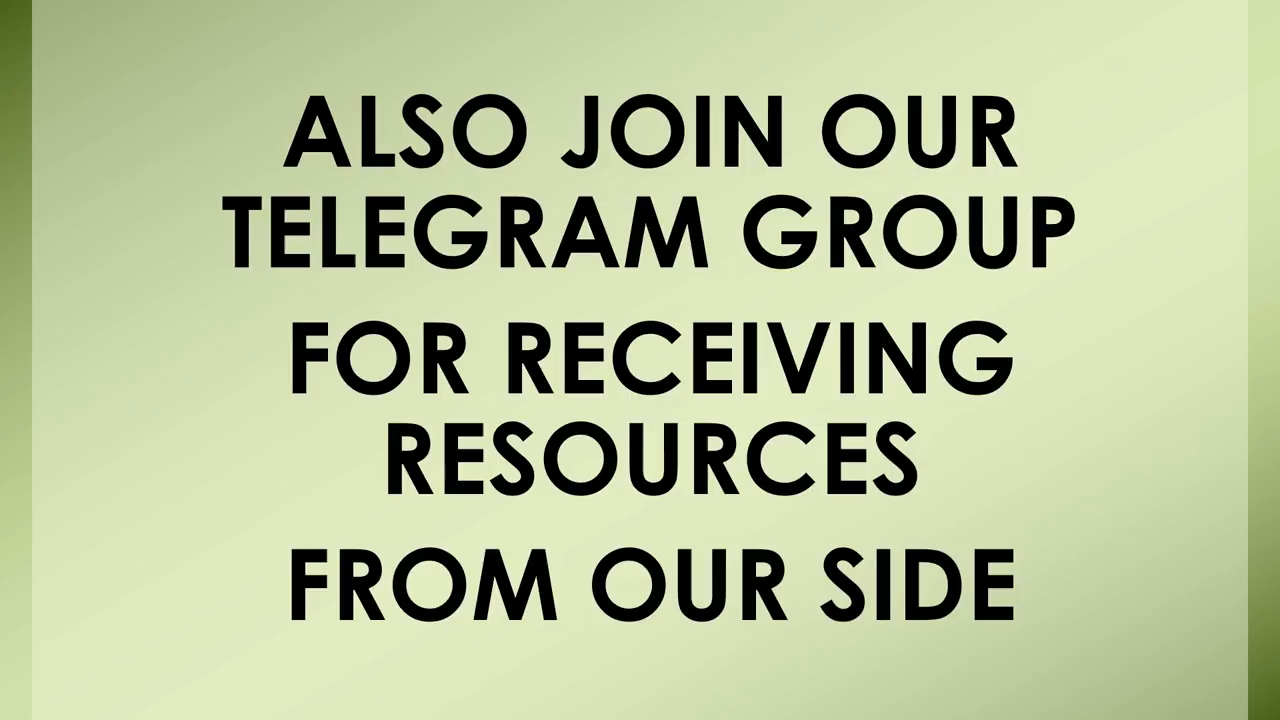 ALSO JOIN OUR
TELEGRAM GROUP
FOR RECEIVING
RESOURCES
FROM OUR SIDE